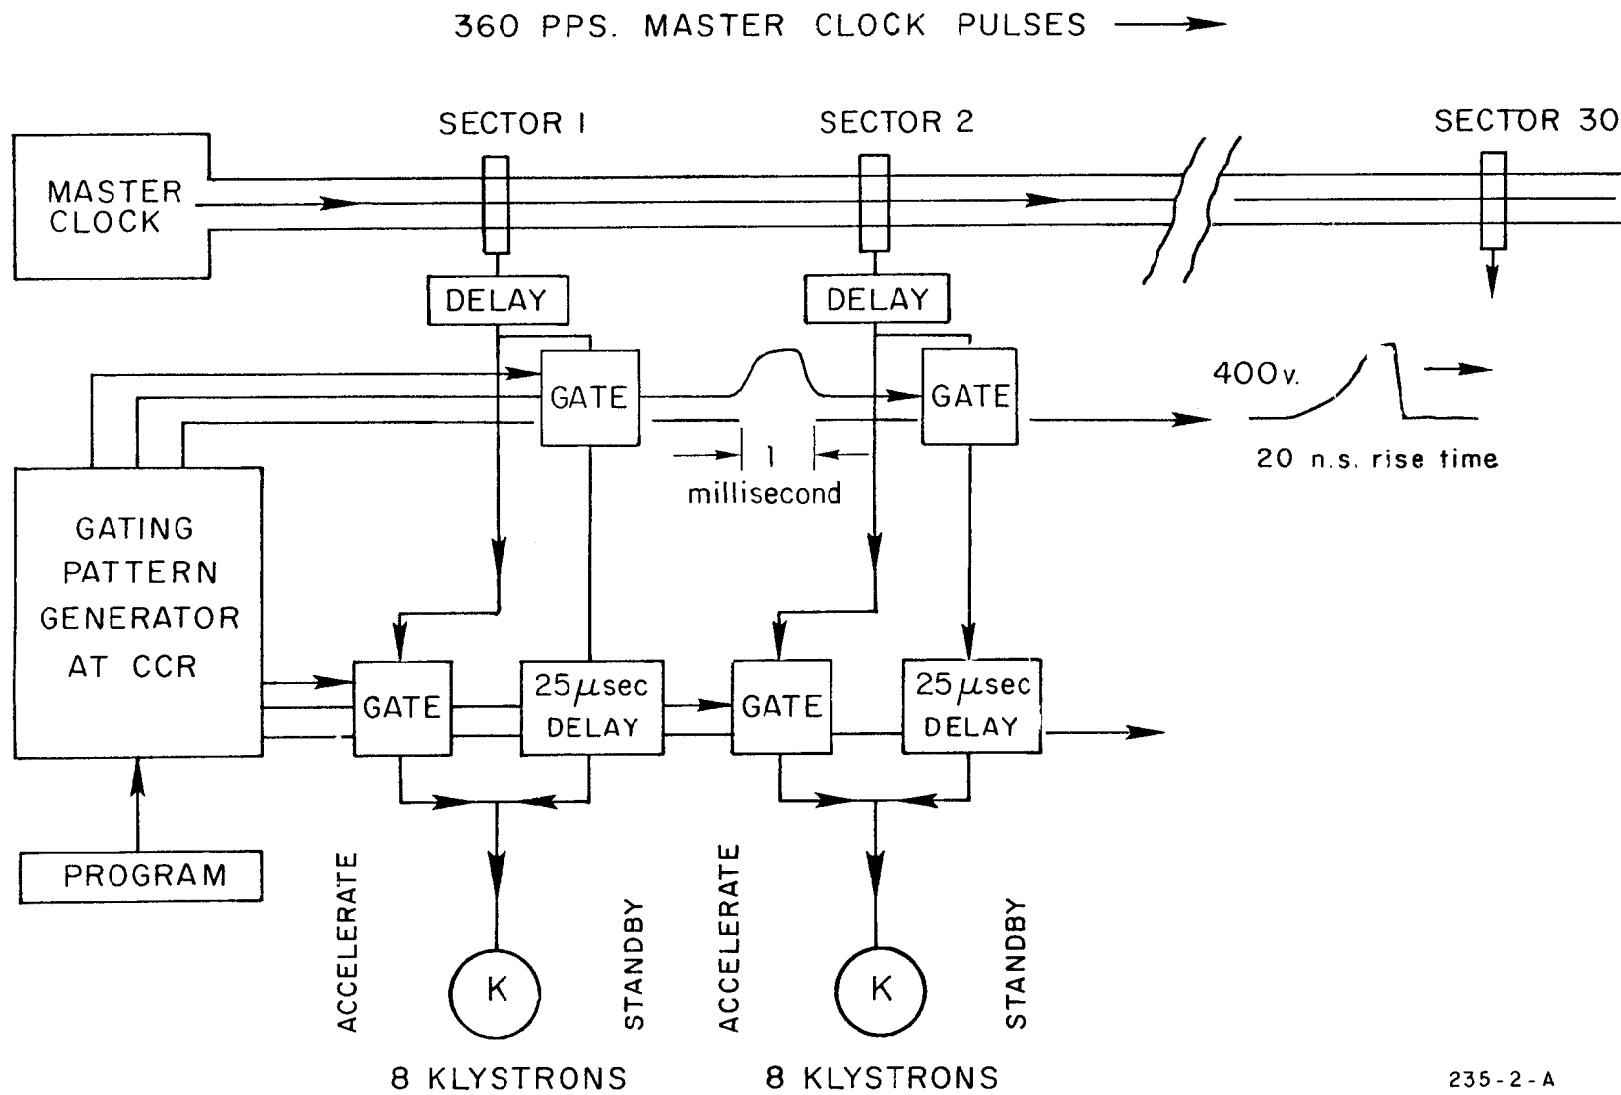 360 PPS. MASTER CLOCK PULSES
SECTOR 1
SECTOR 2
SECTOR 30
MASTER
CLOCK
DELAY
DELAY
GATE
GATE
400v.
1
millisecond
20 n.s. rise time
GATING
PATTERN
GENERATOR
AT CCR
GATE
25μsec
DELAY
GATE
25μsec
DELAY
PROGRAM
ACCELERATE
STANDBY
ACCELERATE
STANDBY
K
K
8 KLYSTRONS
8 KLYSTRONS
235-2-A